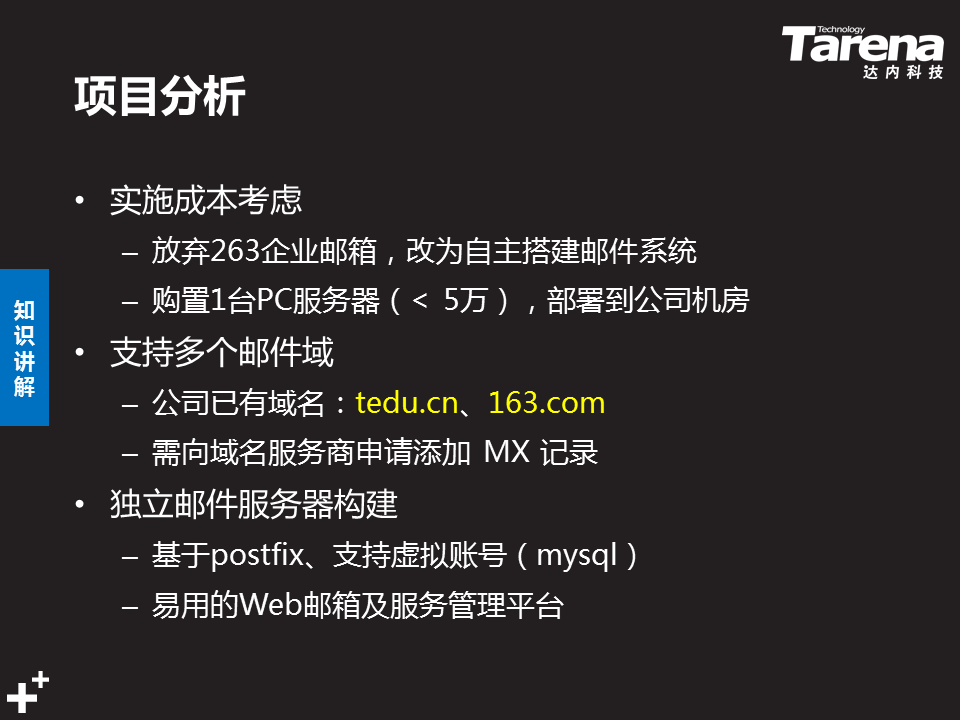 Technology
Tarena
达内科技
项目分析
• 实施成本考虑
– 放弃263企业邮箱，改为自主搭建邮件系统
– 购置1台PC服务器（< 5万），部署到公司机房
• 支持多个邮件域
– 公司已有域名：tedu.cn、163.com
– 需向域名服务商申请添加 MX 记录
• 独立邮件服务器构建
– 基于postfix、支持虚拟账号（mysql）
– 易用的Web邮箱及服务管理平台
知识讲解